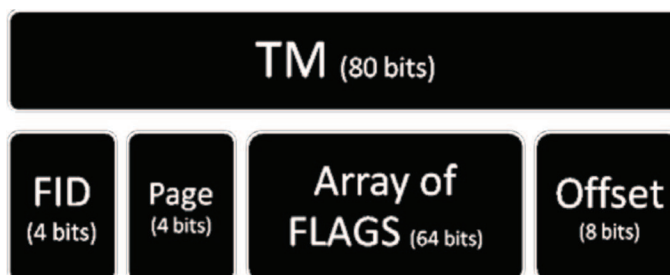 TM (80 bits)
FID
(4 bits)
Page
(4 bits)
Array of
FLAGS (64 bits)
Offset
(8 bits)